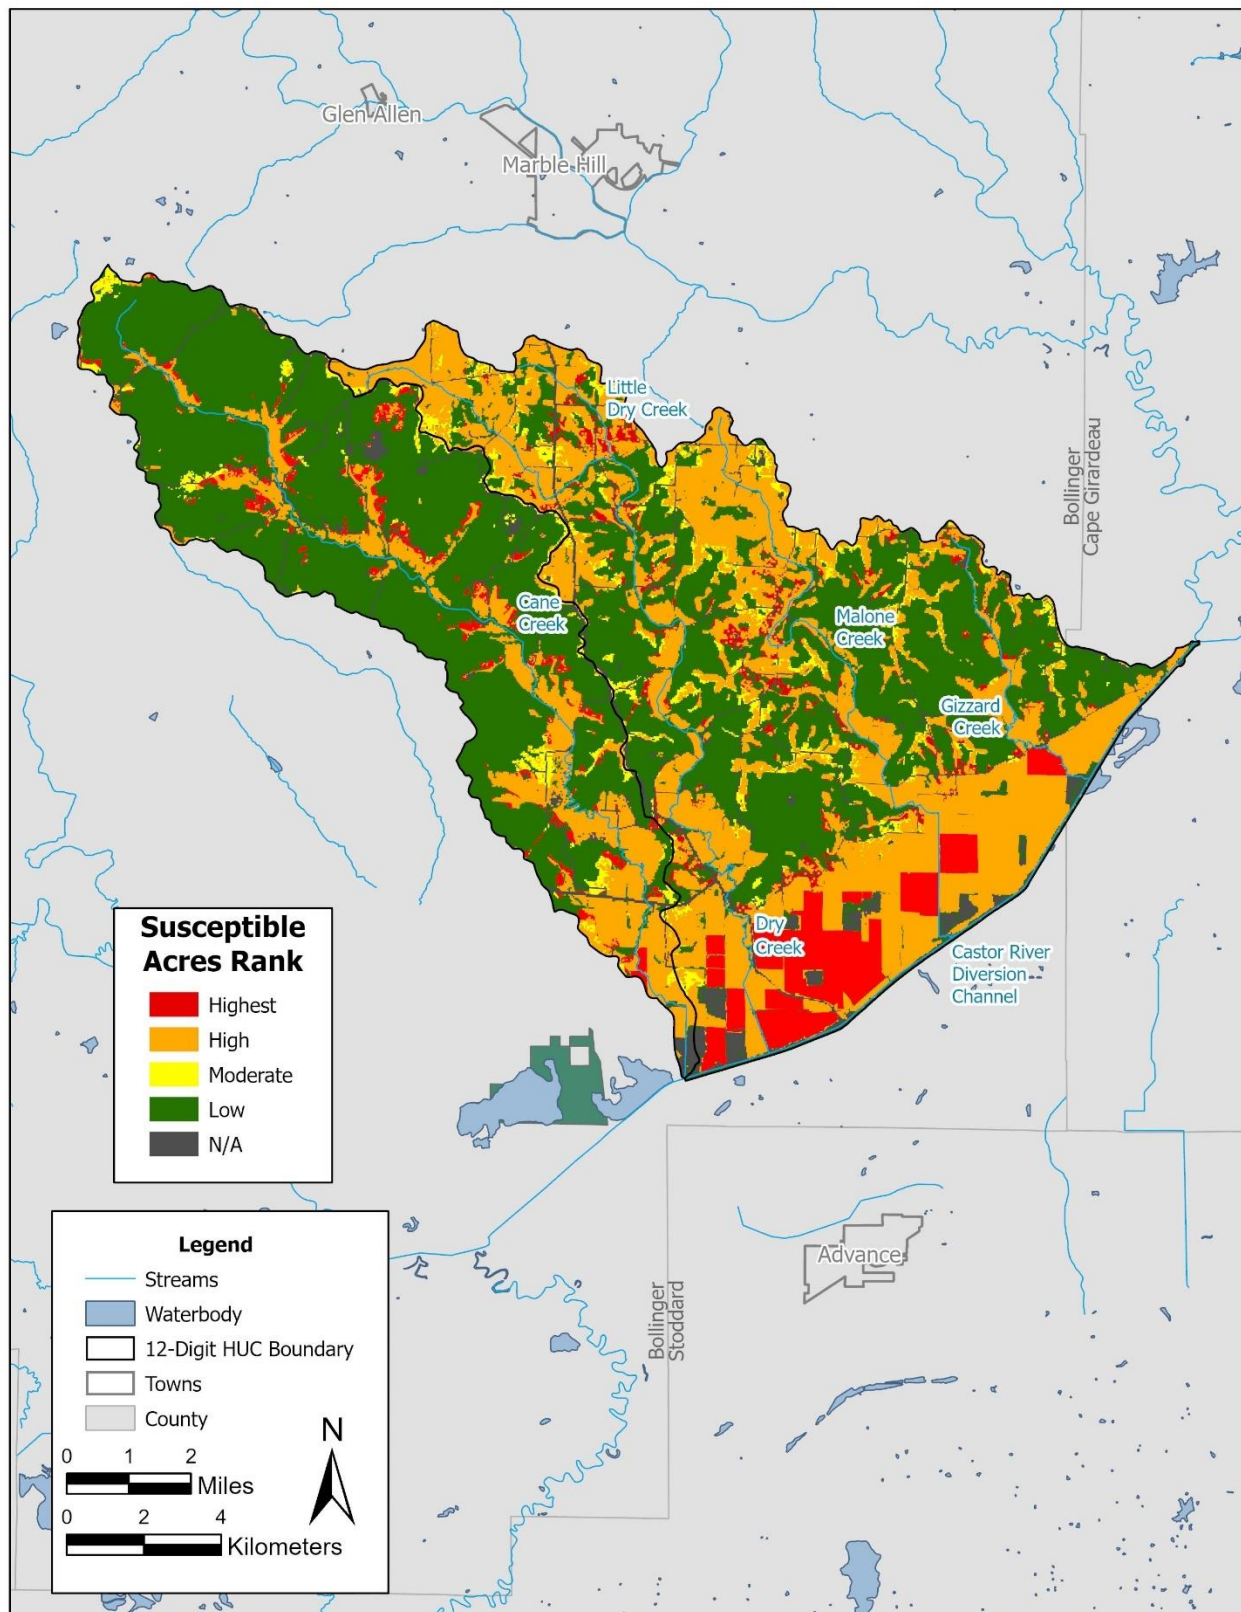 Glen Allen
Marble Hill
Little
Dry Creek
Bollinger
Cape Girardeau
Cane
Creek
Malone
Creek
Gizzard
Creek
Dry
Creek
Castor River
Diversion
Channel
Susceptible
Acres Rank
Highest
High
Moderate
Low
N/A
Advance
Bollinger
Stoddard
Legend
Streams
Waterbody
12-Digit HUC Boundary
Towns
County
N
0 1 2
Miles
0 2 4
Kilometers